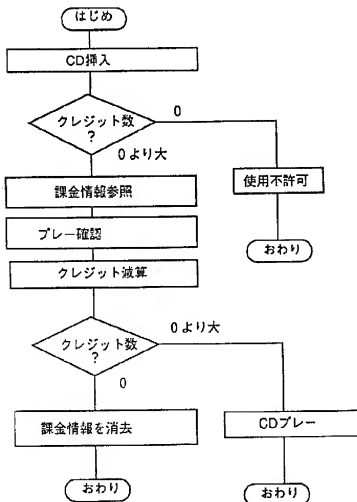 はじめ
CD挿入
クレジット数
?
0
0より大
課金情報参照
使用不許可
プレー確認
おわり
クレジット減算
0より大
クレジット数
?
0
課金情報を消去
CDプレー
おわり
おわり